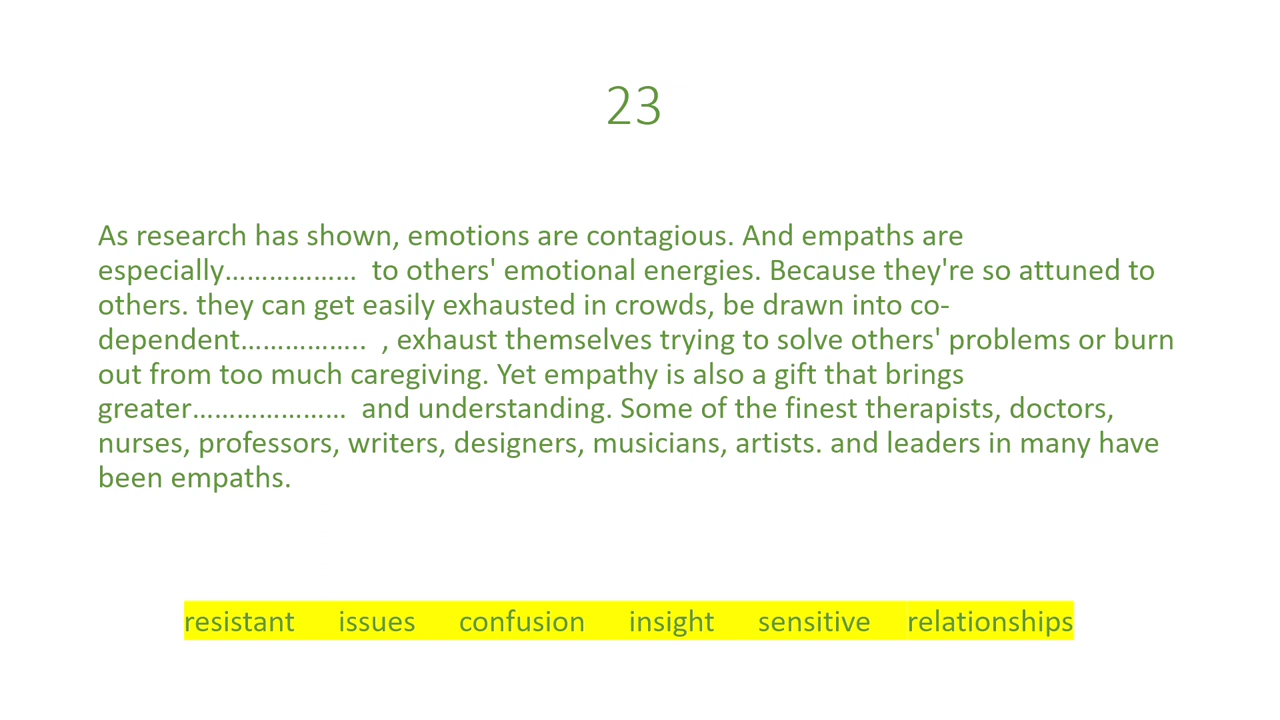 23
As research has shown, emotions are contagious. And empaths are
especially……………… to others' emotional energies. Because they're so attuned to
others. they can get easily exhausted in crowds, be drawn into co-
dependent…………….. , exhaust themselves trying to solve others' problems or burn
out from too much caregiving. Yet empathy is also a gift that brings
greater………………… and understanding. Some of the finest therapists, doctors,
nurses, professors, writers, designers, musicians, artists. and leaders in many have
been empaths.
resistant issues confusion insight sensitive relationships